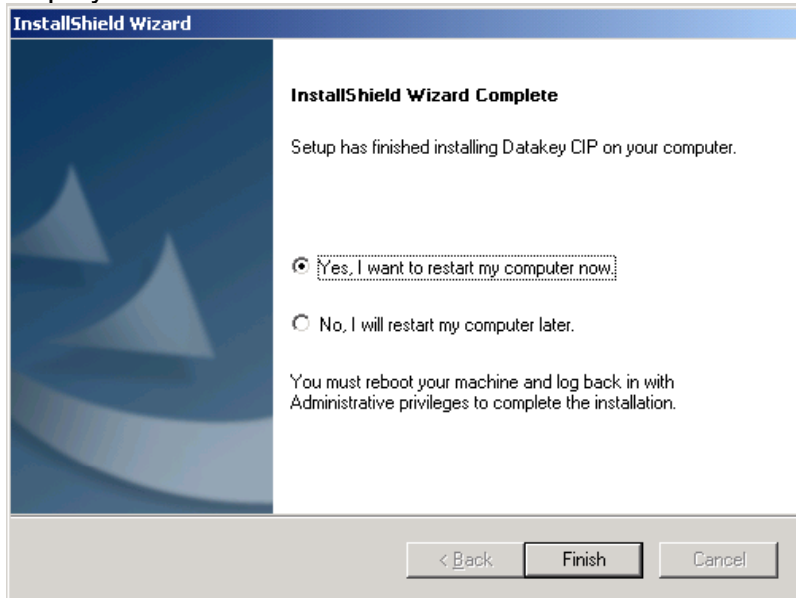 InstallShield Wizard
InstallShield Wizard Complete
Setup has finished installing Datakey CIP on your computer.
Yes, I want to restart my computer now.
No, I will restart my computer later.
You must reboot your machine and log back in with
Administrative privileges to complete the installation.
< Back
Finish
Cancel